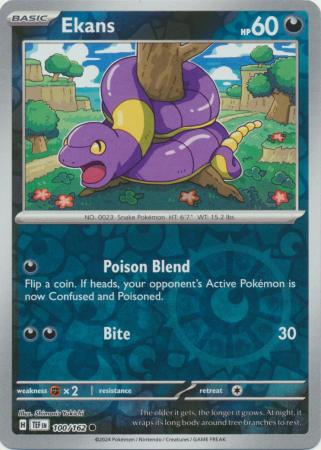 BASIC
Ekans
HP 60
NO. 0023 Snake Pokémon HT: 6'7" WT: 15.2 lbs.
Poison Blend
Flip a coin. If heads, your opponent's Active Pokémon is
now Confused and Poisoned.
Bite 30
weakness ×2 resistance retreat
Illus. Shimaris Yukichi
H TEF EN 100/162
The older it gets, the longer it grows. At night, it
wraps its long body around tree branches to rest.
©2024 Pokémon / Nintendo / Creatures / GAME FREAK